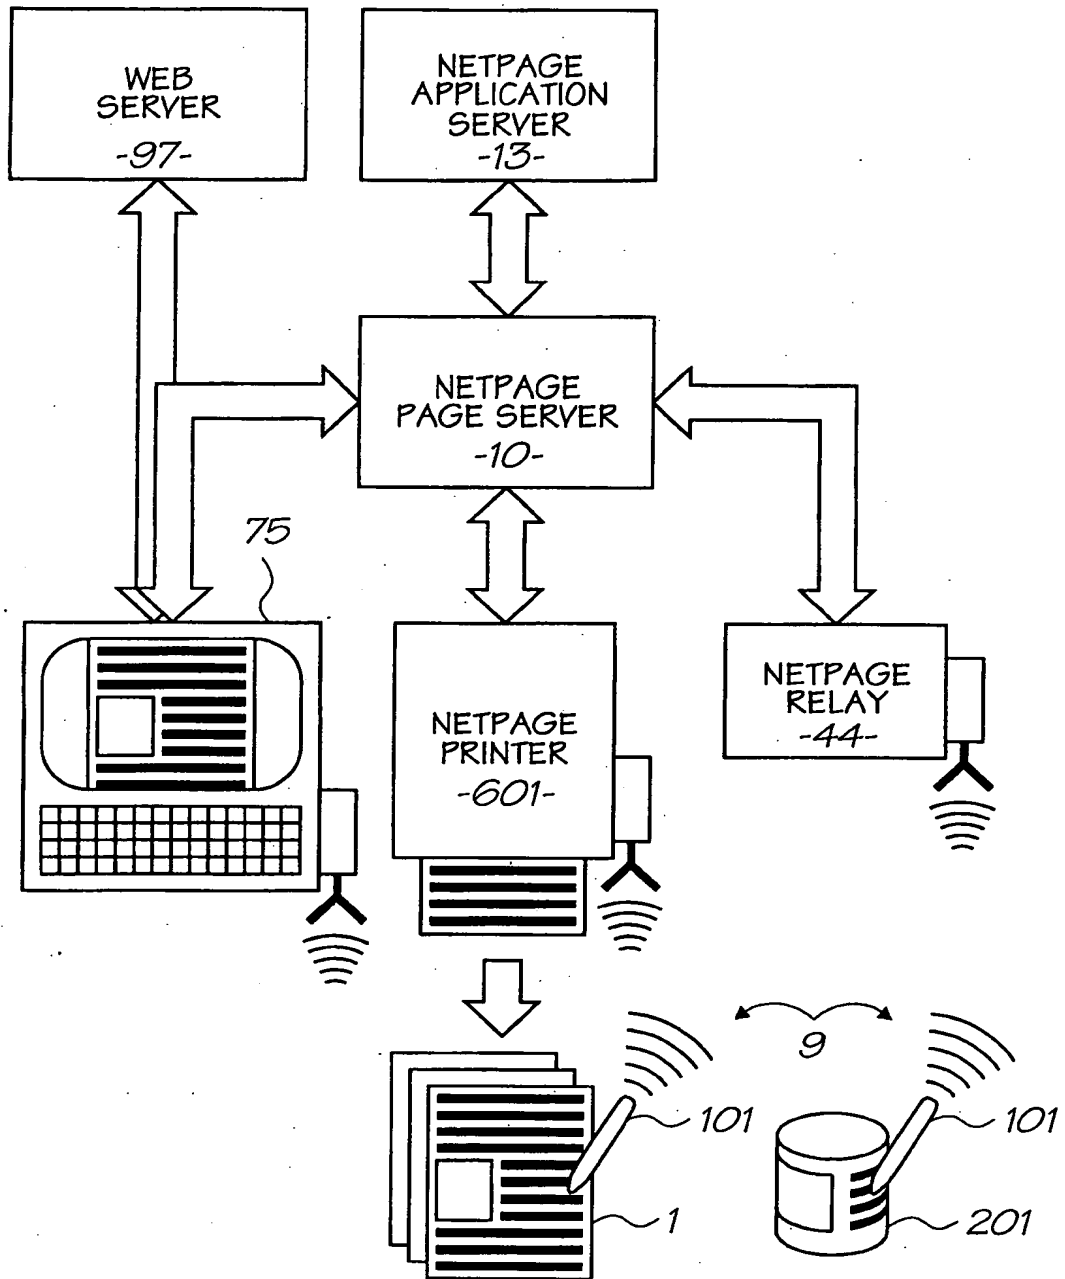 WEB
SERVER
-97-
NETPAGE
APPLICATION
SERVER
-13-
NETPAGE
PAGE SERVER
-10-
75
NETPAGE
PRINTER
-601-
NETPAGE
RELAY
-44-
9
101
101
1
201